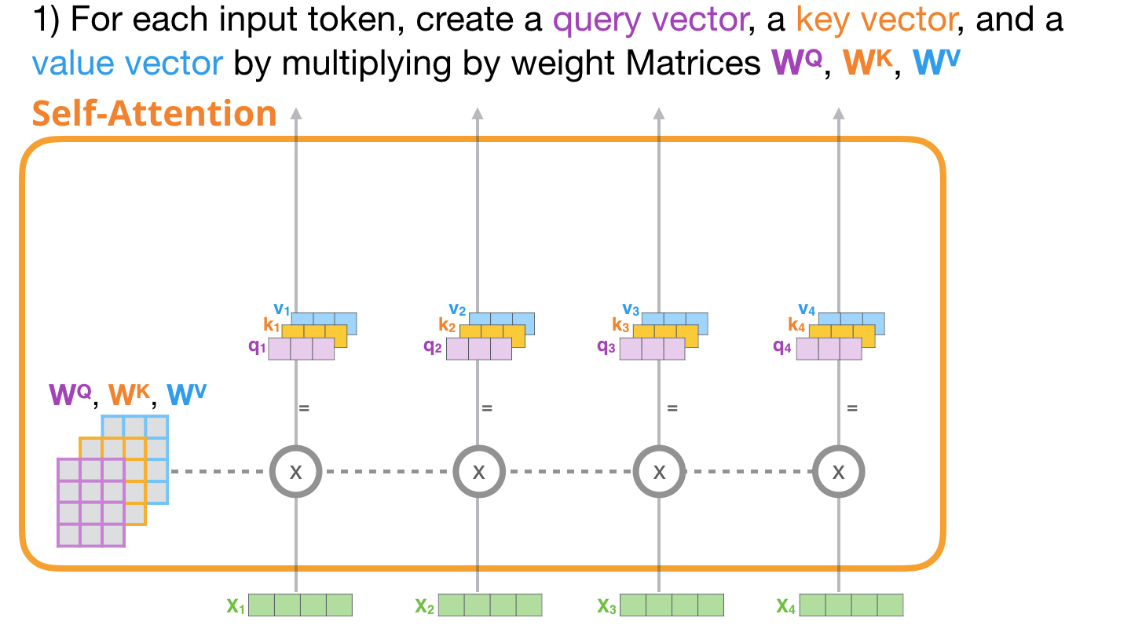 1) For each input token, create a query vector, a key vector, and a
value vector by multiplying by weight Matrices WQ, WK, WV
Self-Attention
v1 v2 v3 v4
k1 k2 k3 k4
q1 q2 q3 q4
WQ, WK, WV
= = = =
X X X X
X1 X2 X3 X4